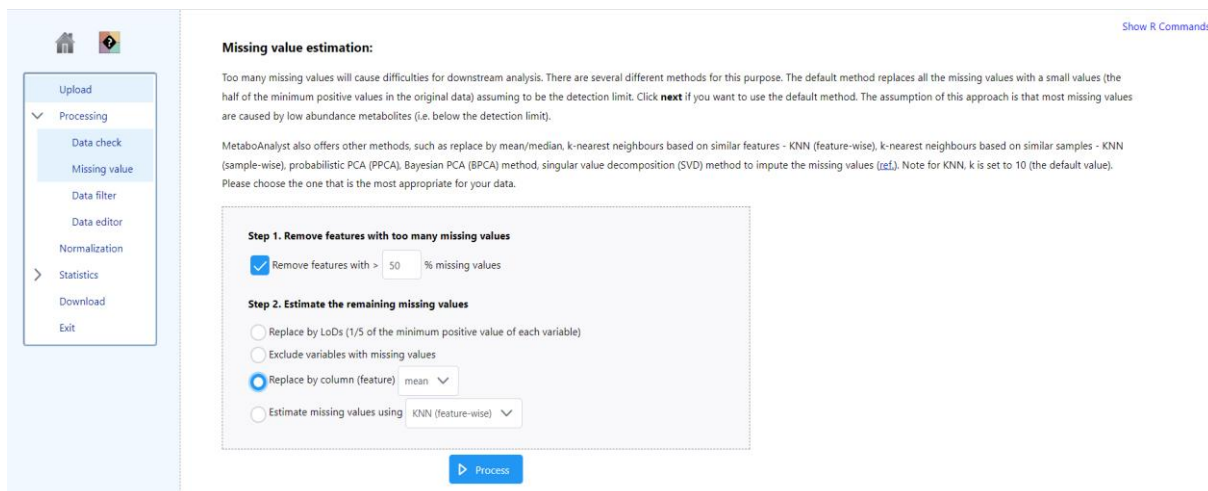 Show R Commands
Upload
Processing
Data check
Missing value
Data filter
Data editor
Normalization
Statistics
Download
Exit
Missing value estimation:
Too many missing values will cause difficulties for downstream analysis. There are several different methods for this purpose. The default method replaces all the missing values with a small values (the
half of the minimum positive values in the original data) assuming to be the detection limit. Click next if you want to use the default method. The assumption of this approach is that most missing values
are caused by low abundance metabolites (i.e. below the detection limit).
MetaboAnalyst also offers other methods, such as replace by mean/median, k-nearest neighbours based on similar features - KNN (feature-wise), k-nearest neighbours based on similar samples - KNN
(sample-wise), probabilistic PCA (PPCA), Bayesian PCA (BPCA) method, singular value decomposition (SVD) method to impute the missing values (ref.). Note for KNN, k is set to 10 (the default value).
Please choose the one that is the most appropriate for your data.
Step 1. Remove features with too many missing values
Remove features with > 50 % missing values
Step 2. Estimate the remaining missing values
Replace by LoDs (1/5 of the minimum positive value of each variable)
Exclude variables with missing values
Replace by column (feature) mean
Estimate missing values using KNN (feature-wise)
Process